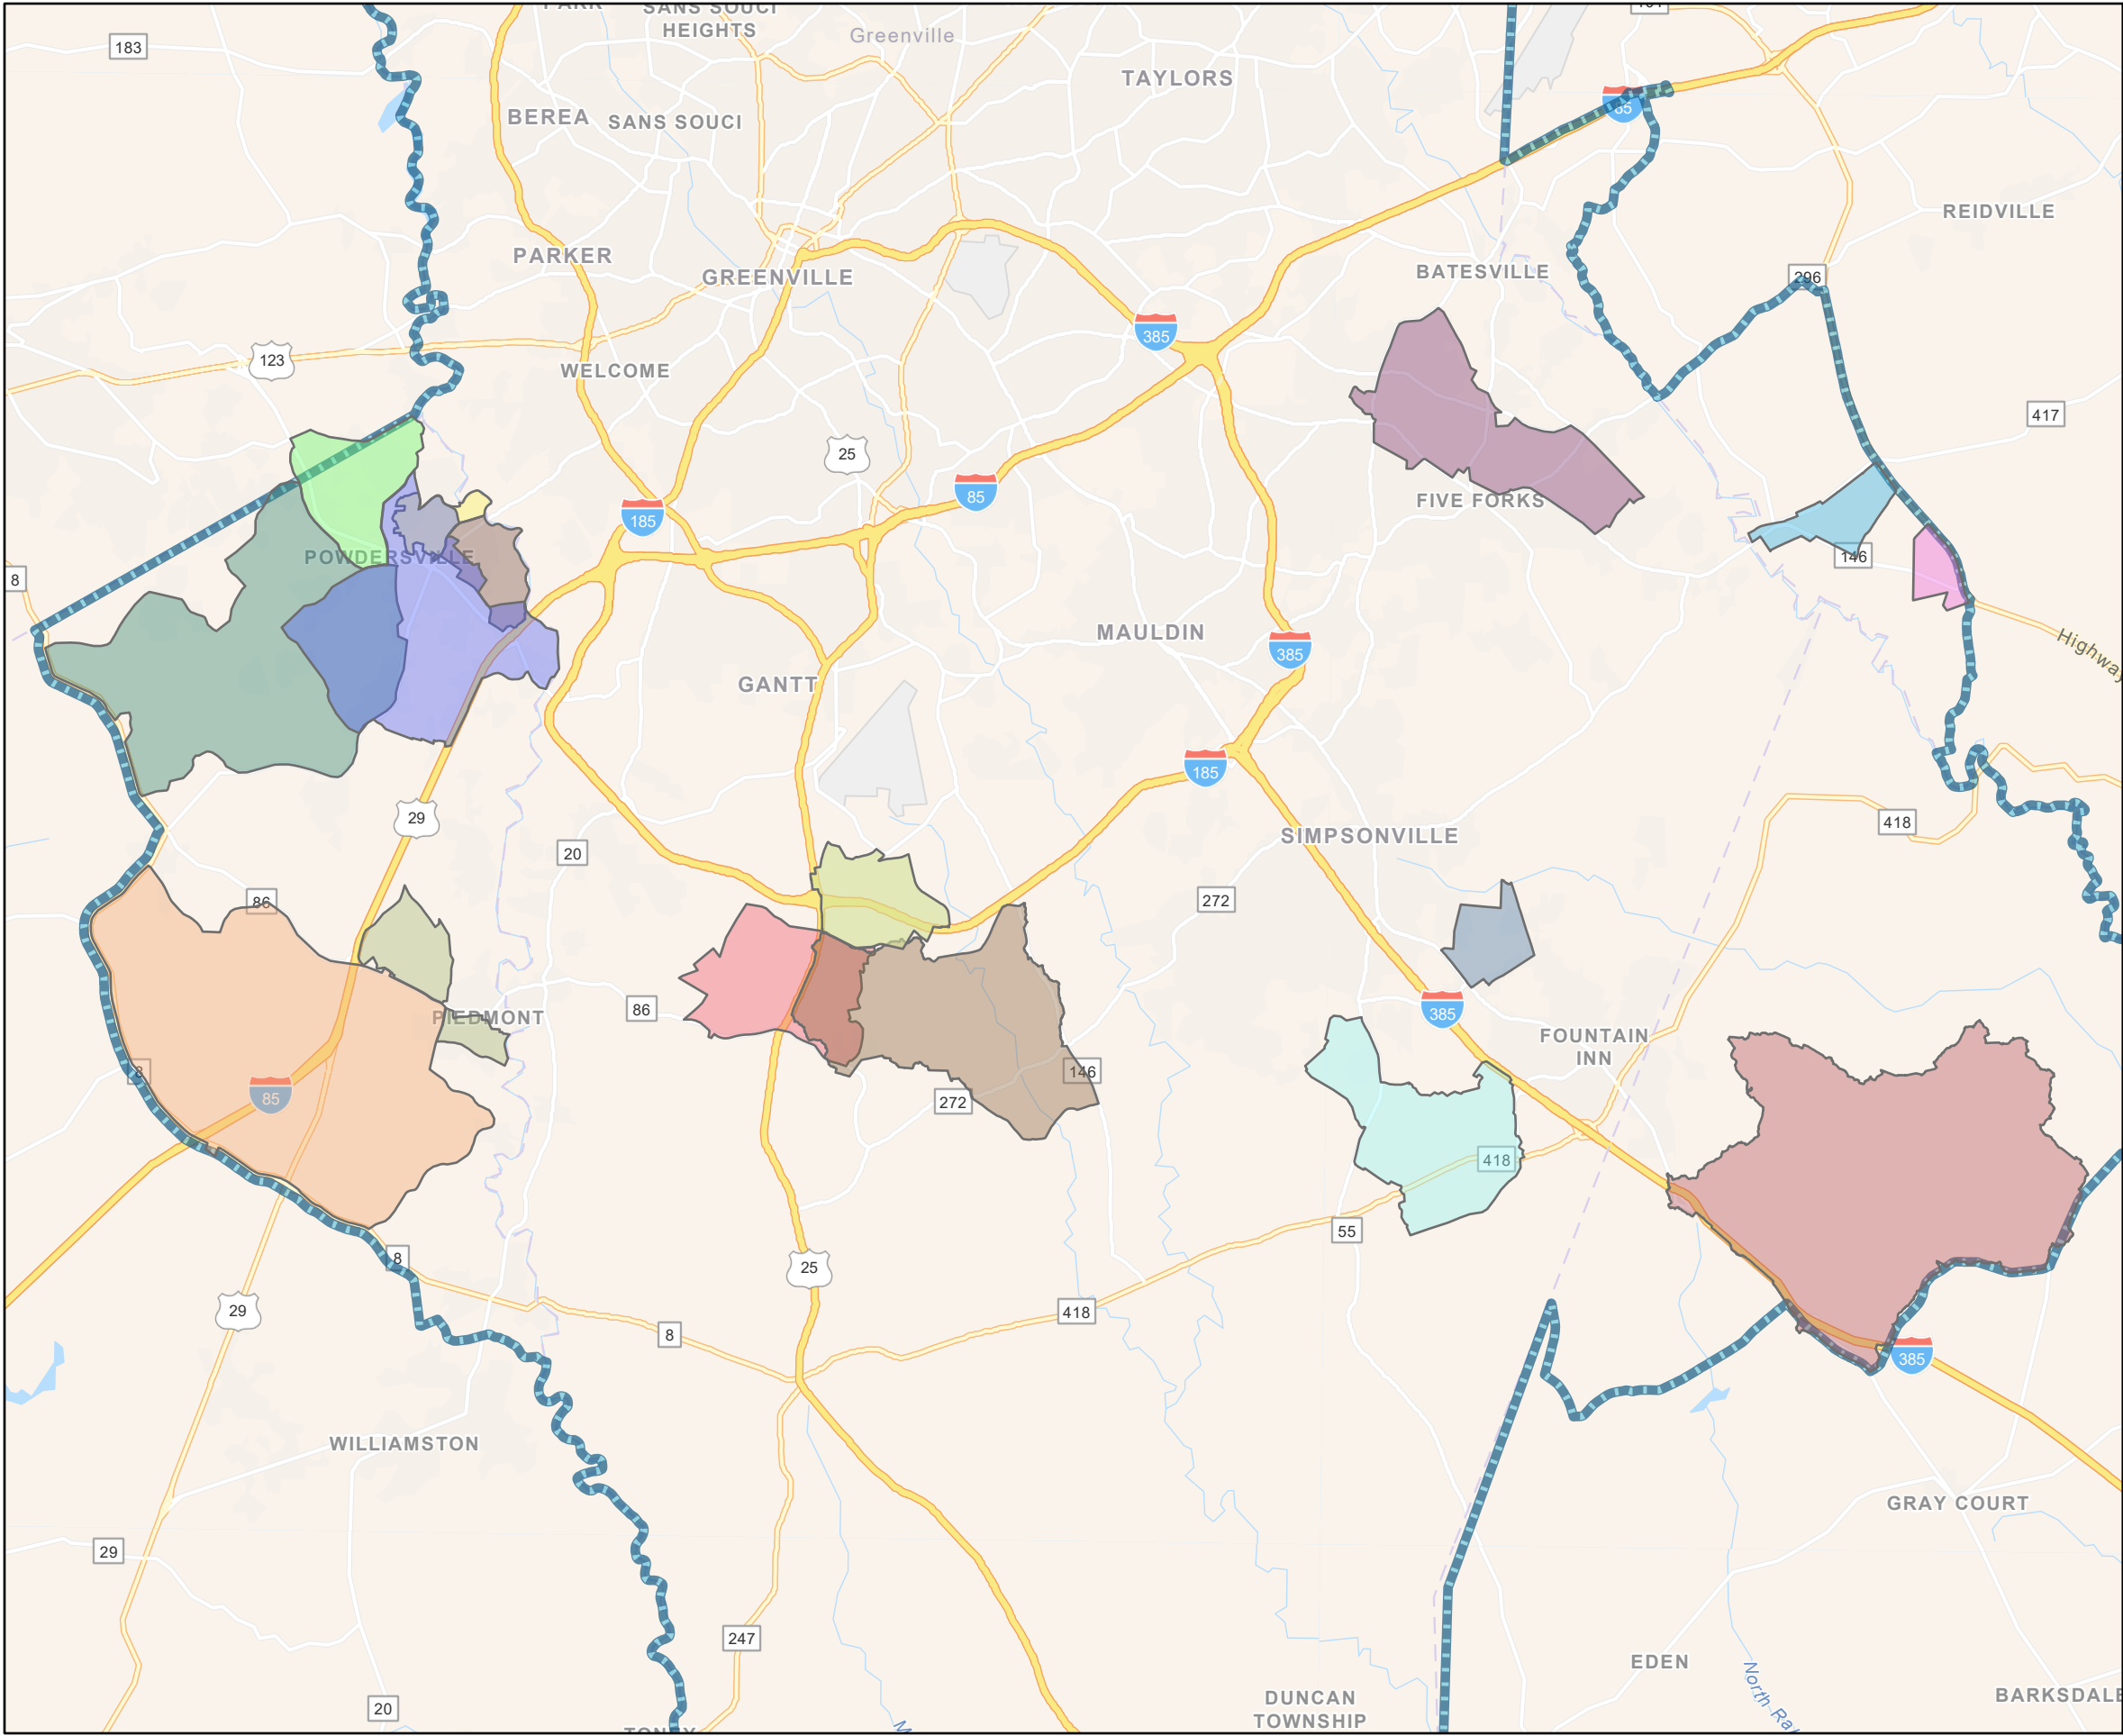 SANS SOUCI
HEIGHTS
Greenville
183
TAYLORS
BEREA
SANS SOUCI
85
REIDVILLE
PARKER
GREENVILLE
BATESVILLE
296
385
123
WELCOME
417
25
85
FIVE FORKS
185
POWDERSVILLE
146
8
MAULDIN
385
Highway
GANTT
185
29
418
SIMPSONVILLE
20
86
272
86
PIEDMONT
385
FOUNTAIN
INN
146
85
272
418
55
8
25
29
418
8
385
WILLIAMSTON
GRAY COURT
29
247
EDEN
20
DUNCAN
TOWNSHIP
North Ra
BARKSDALE